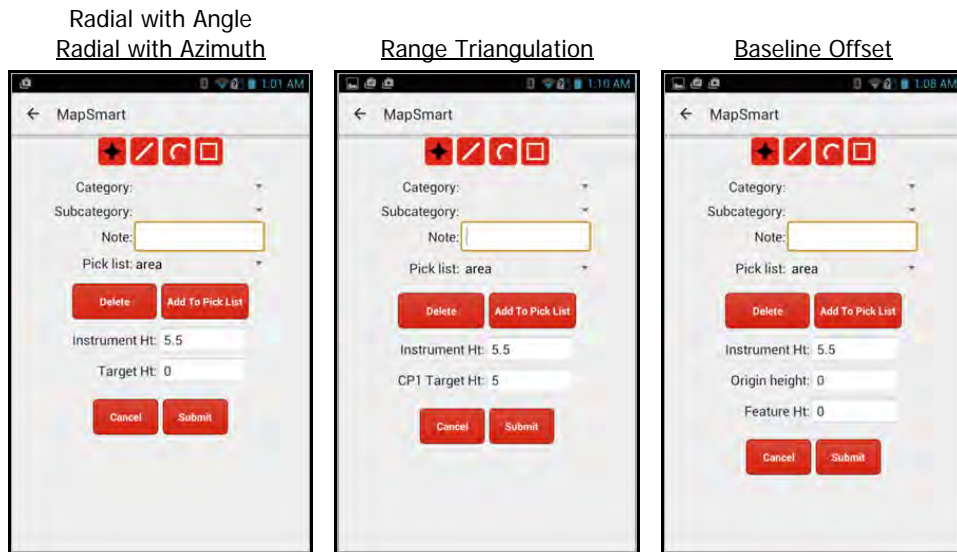 Radial with Angle
Radial with Azimuth
1:01 AM
MapSmart
Category:
Subcategory:
Note:
Pick list: area
Delete Add To Pick List
Instrument Ht: 5.5
Target Ht: 0
Cancel Submit
Range Triangulation
1:10 AM
MapSmart
Category:
Subcategory:
Note:
Pick list: area
Delete Add To Pick List
Instrument Ht: 5.5
CP1 Target Ht: 5
Cancel Submit
Baseline Offset
1:08 AM
MapSmart
Category:
Subcategory:
Note:
Pick list: area
Delete Add To Pick List
Instrument Ht: 5.5
Origin height: 0
Feature Ht: 0
Cancel Submit